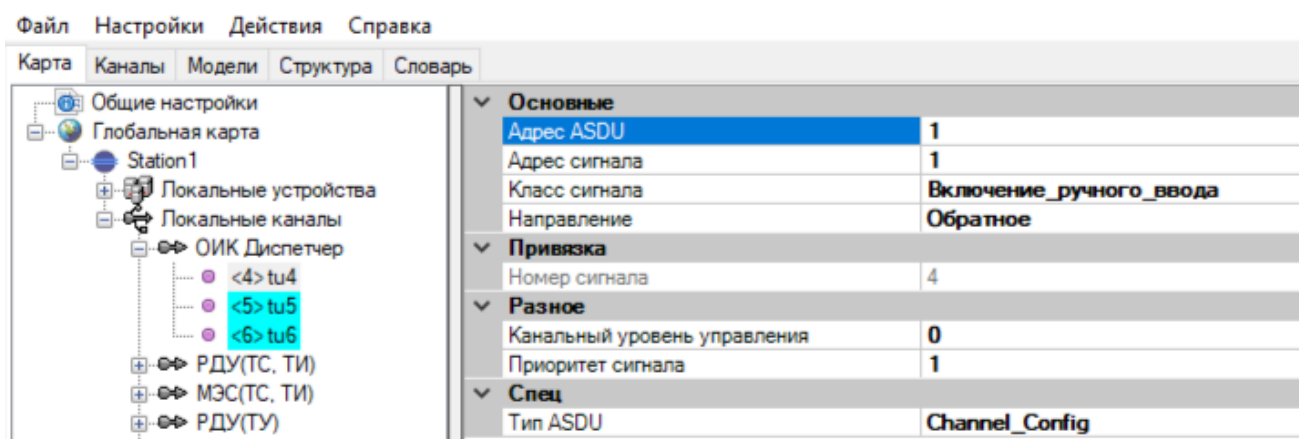 Файл Настройки Действия Справка
Карта Каналы Модели Структура Словарь
Общие настройки
Глобальная карта
Station1
Локальные устройства
Локальные каналы
ОИК Диспетчер
<4> tu4
<5> tu5
<6> tu6
РДУ(ТС, ТИ)
МЭС(ТС, ТИ)
РДУ(ТУ)
Основные
Адрес ASDU 1
Адрес сигнала 1
Класс сигнала Включение_ручного_ввода
Направление Обратное
Привязка
Номер сигнала 4
Разное
Канальный уровень управления 0
Приоритет сигнала 1
Спец
Тип ASDU Channel_Config